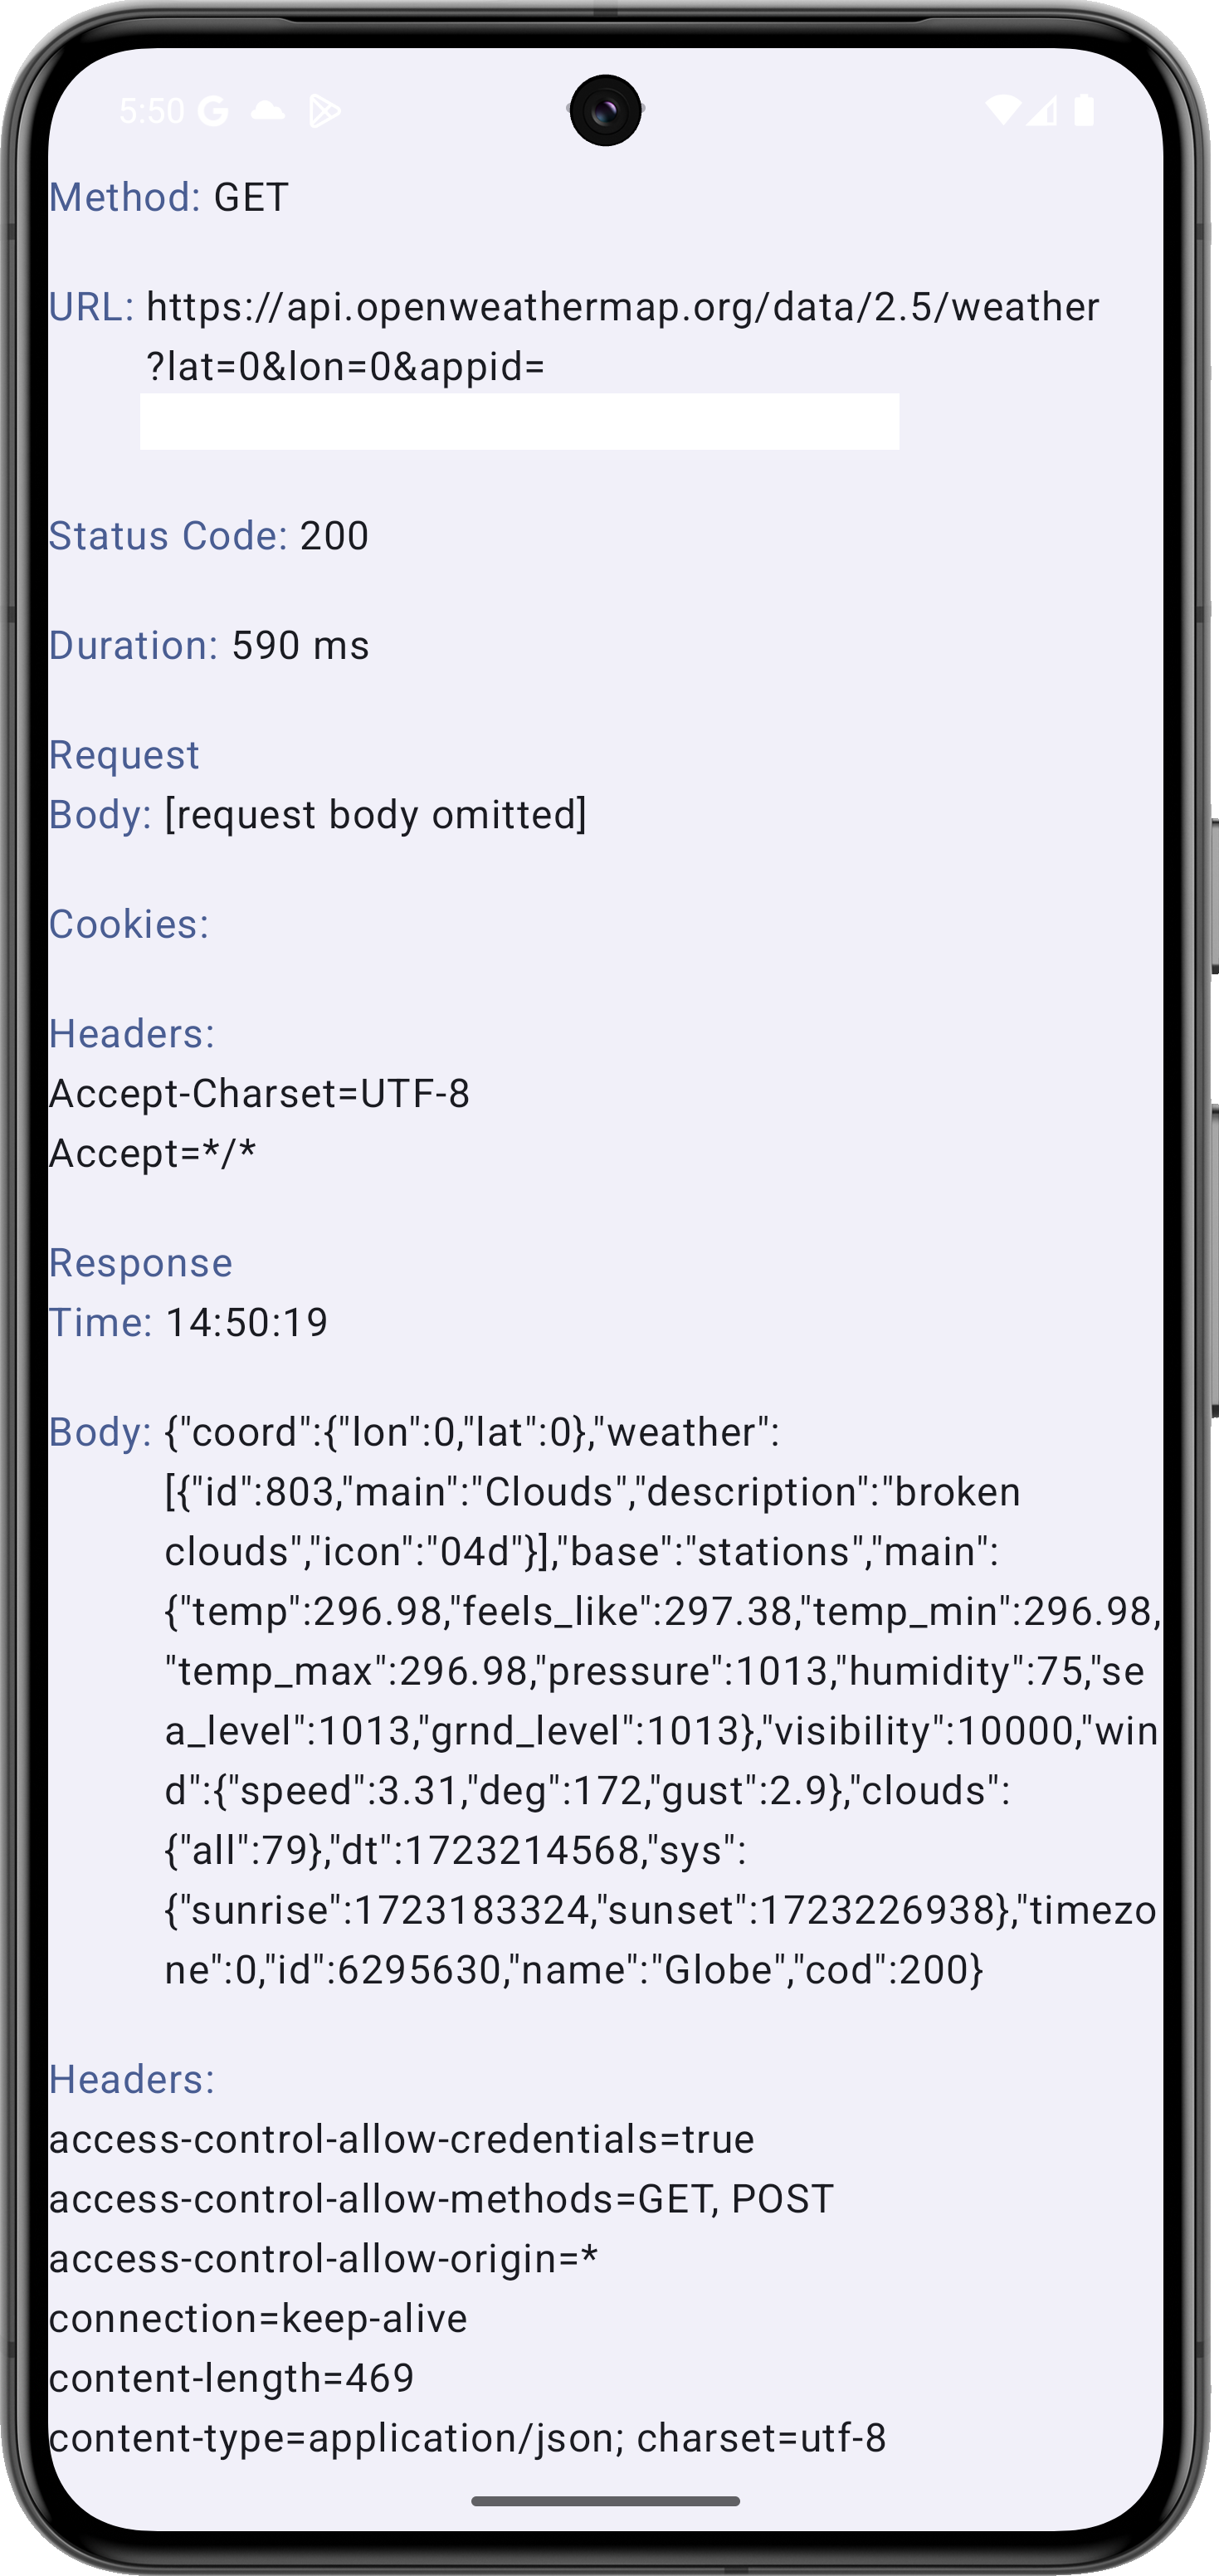 5:50
Method: GET
URL: https://api.openweathermap.org/data/2.5/weather
?lat=0&lon=0&appid=
Status Code: 200
Duration: 590 ms
Request
Body: [request body omitted]
Cookies:
Headers:
Accept-Charset=UTF-8
Accept=*/*
Response
Time: 14:50:19
Body: {"coord":{"lon":0,"lat":0},"weather":
[{"id":803,"main":"Clouds","description":"broken
clouds","icon":"04d"}],"base":"stations","main":
{"temp":296.98,"feels_like":297.38,"temp_min":296.98,
"temp_max":296.98,"pressure":1013,"humidity":75,"se
a_level":1013,"grnd_level":1013},"visibility":10000,"win
d":{"speed":3.31,"deg":172,"gust":2.9},"clouds":
{"all":79},"dt":1723214568,"sys":
{"sunrise":1723183324,"sunset":1723226938},"timezo
ne":0,"id":6295630,"name":"Globe","cod":200}
Headers:
access-control-allow-credentials=true
access-control-allow-methods=GET, POST
access-control-allow-origin=*
connection=keep-alive
content-length=469
content-type=application/json; charset=utf-8